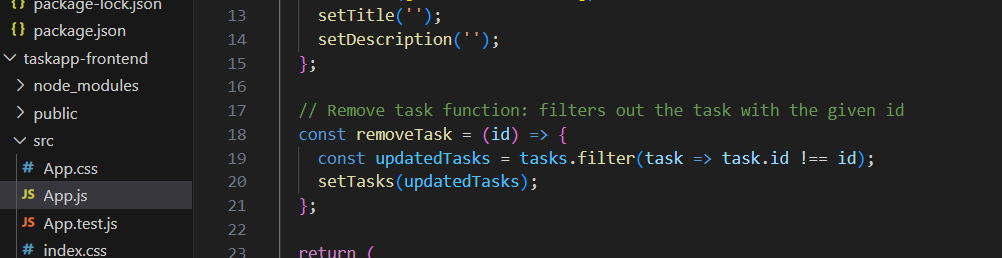 package-lock.json
{} package.json
taskapp-frontend
node_modules
public
src
# App.css
JS App.js
JS App.test.js
# index.css
13 setTitle('');
14 setDescription('');
15 };
16
17 // Remove task function: filters out the task with the given id
18 const removeTask = (id) => {
19 const updatedTasks = tasks.filter(task => task.id !== id);
20 setTasks(updatedTasks);
21 };
22
23 return (